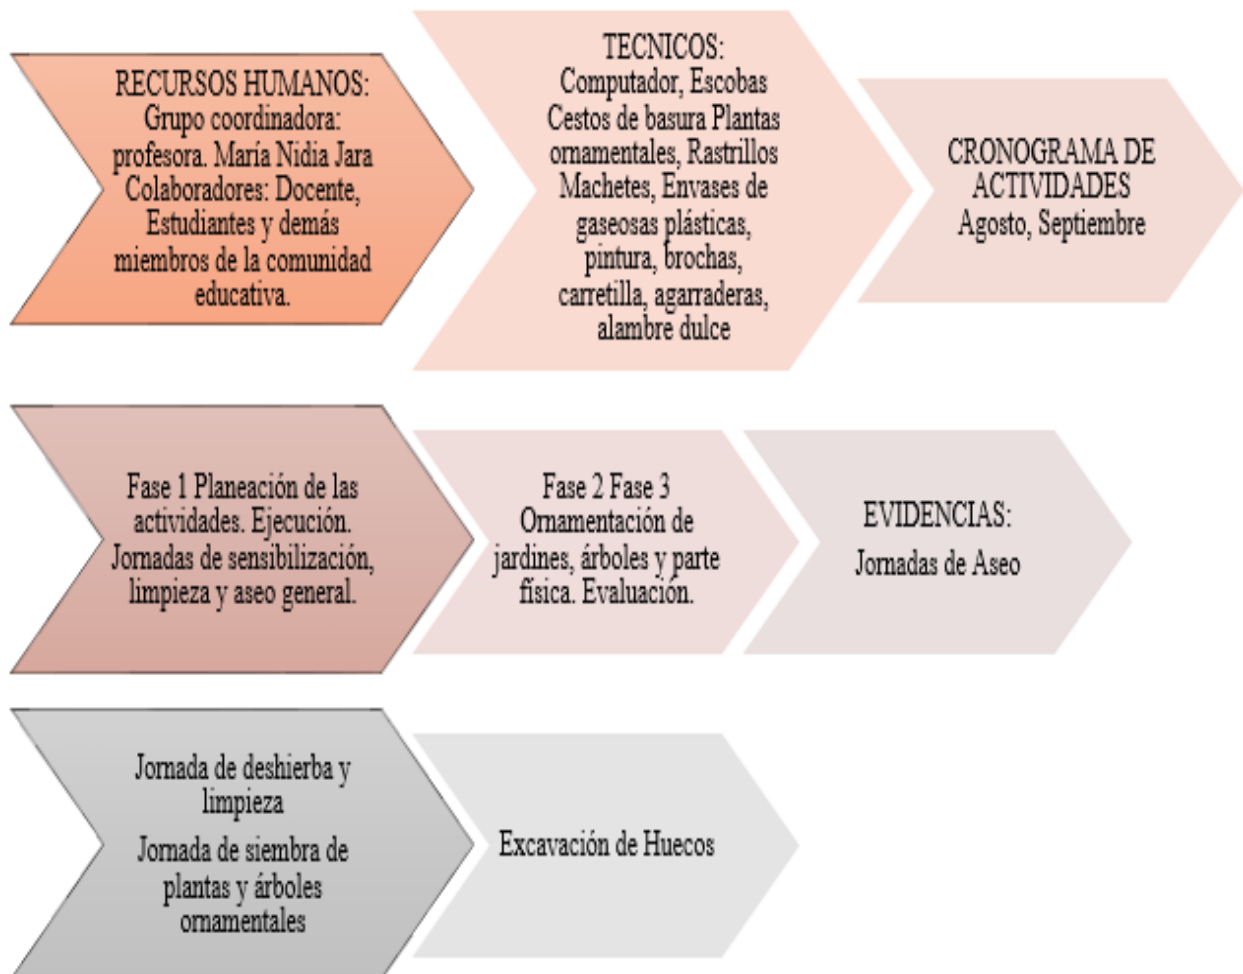 RECURSOS HUMANOS:
Grupo coordinadora:
profesora. María Nidia Jara
Colaboradores: Docente,
Estudiantes y demás
miembros de la comunidad
educativa.
TECNICOS:
Computador, Escobas
Cestos de basura Plantas
ornamentales, Rastrillos
Machetes, Envases de
gaseosas plásticas,
pintura, brochas,
carretilla, agarraderas,
alambre dulce
CRONOGRAMA DE
ACTIVIDADES
Agosto, Septiembre
Fase 1 Planeación de las
actividades. Ejecución.
Jornadas de sensibilización,
limpieza y aseo general.
Fase 2 Fase 3
Ornamentación de
jardines, árboles y parte
física. Evaluación.
EVIDENCIAS:
Jornadas de Aseo
Jornada de deshierba y
limpieza
Jornada de siembra de
plantas y árboles
ornamentales
Excavación de Huecos